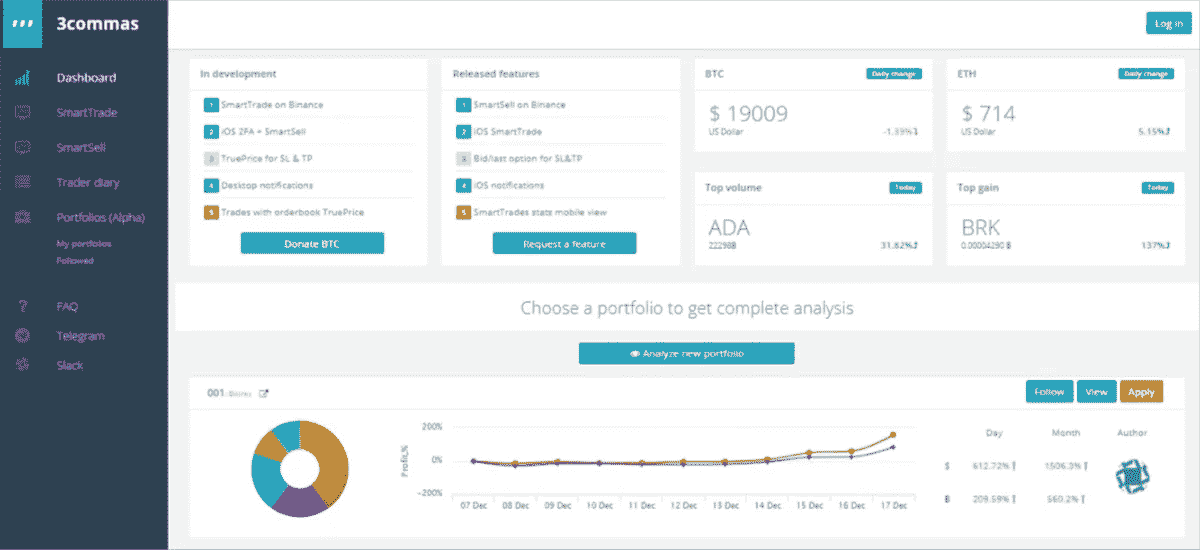 3commas
Log in
Dashboard
SmartTrade
SmartSell
Trader diary
Portfolios (Alpha)
My portfolios
Followed
FAQ
Telegram
Slack
In development
1 SmartTrade on Binance
2 iOS 2FA + SmartSell
3 TruePrice for SL & TP
4 Desktop notifications
5 Trades with orderbook TruePrice
Donate BTC
Released features
1 SmartSell on Binance
2 iOS SmartTrade
3 Bid/last option for SL&TP
4 iOS notifications
5 SmartTrades stats mobile view
Request a feature
BTC Daily change
$ 19009
US Dollar -1.39%
ETH Daily change
$ 714
US Dollar 5.15%
Top volume Today
ADA
22298B 31.62%
Top gain Today
BRK
0.00004290 B 137%
Choose a portfolio to get complete analysis
Analyze new portfolio
001
Follow View Apply
Profit,%
200%
0%
-200%
07 Dec 08 Dec 09 Dec 10 Dec 11 Dec 12 Dec 13 Dec 14 Dec 15 Dec 16 Dec 17 Dec
Day Month Author
$ 612.72% 1506.3%
B 209.59% 560.2%